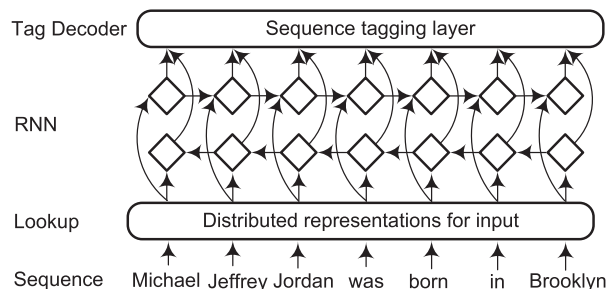 Tag Decoder Sequence tagging layer
RNN
Lookup Distributed representations for input
Sequence Michael Jeffrey Jordan was born in Brooklyn